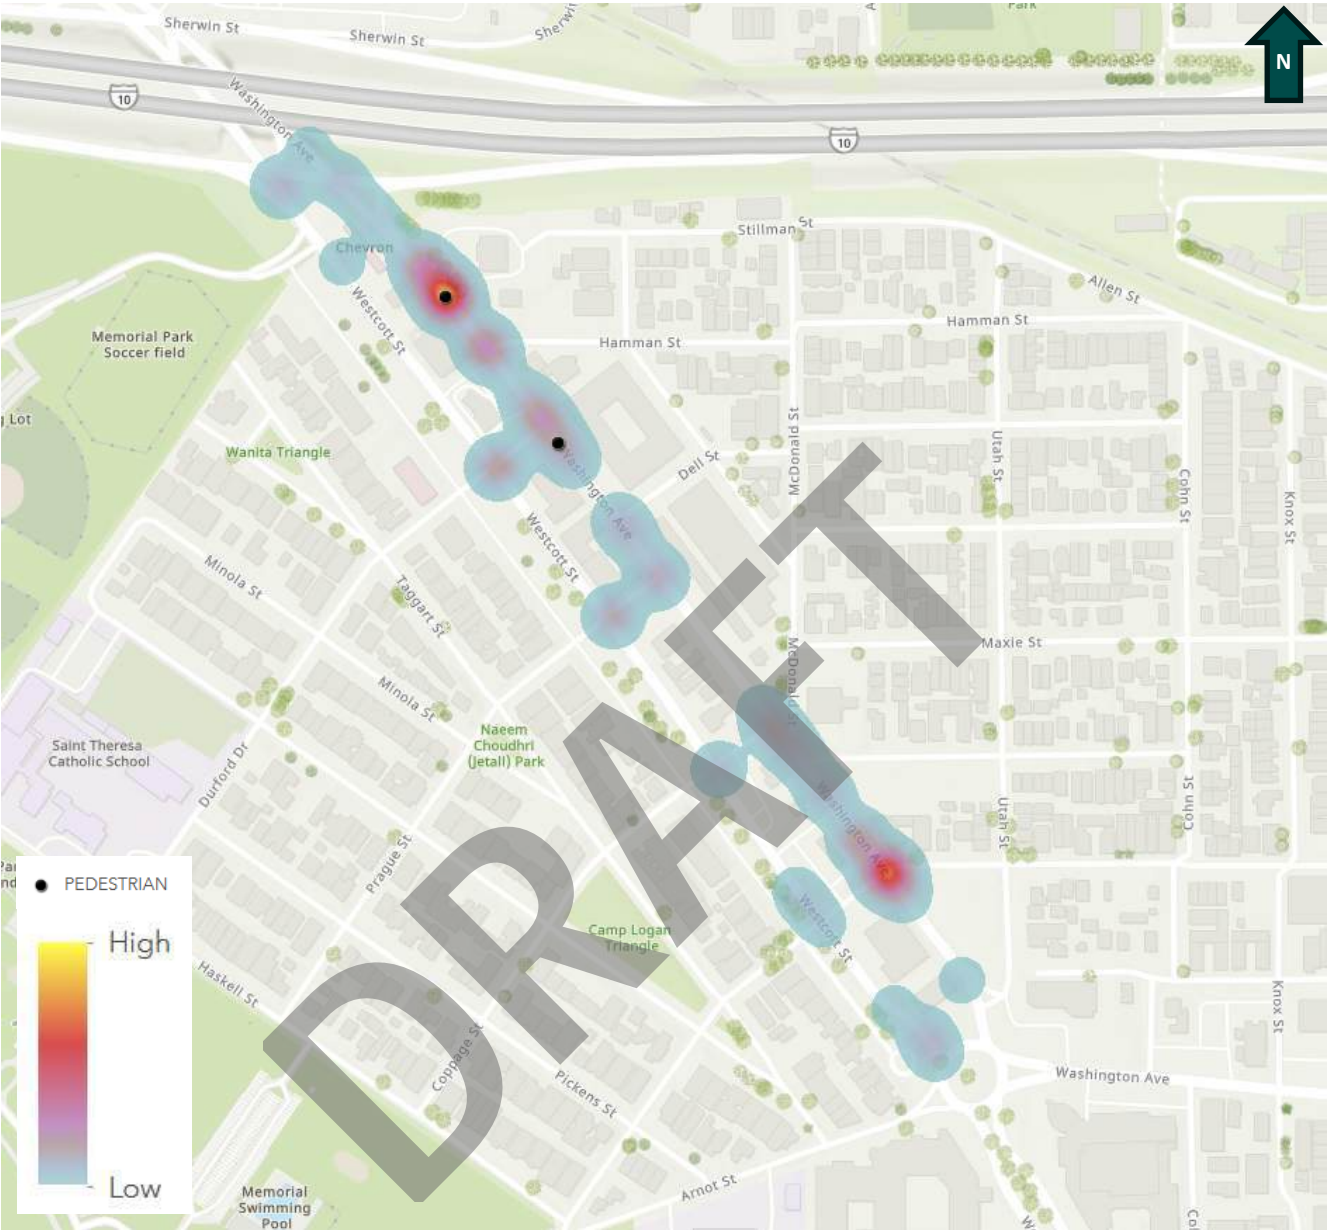 Park
Sherwin St
Sherwin St
Sherwi
N
10
Washington Ave
10
Chevron
Stillman St
Allen St
Westcott St
Hamman St
Hamman St
Memorial Park
Soccer field
Lot
Wanita Triangle
McDonald St
Dell St
Utah St
Cohn St
Knox St
Washington Ave
Westcott St
Minola St
Taggart St
Maxie St
McDonald St
Minola St
Naeem
Choudhri
(Jetall) Park
Saint Theresa
Catholic School
Durford Dr
Washington Ave
Utah St
Cohn St
Prague St
PEDESTRIAN
High
Low
Westcott St
Camp Logan
Triangle
Haskell St
Knox St
Coppage St
Pickens St
Washington Ave
Arnot St
Memorial
Swimming
Pool
DRAFT